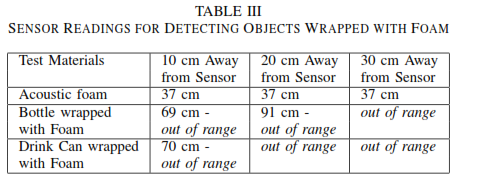 TABLE III
SENSOR READINGS FOR DETECTING OBJECTS WRAPPED WITH FOAM
Test Materials | 10 cm Away from Sensor | 20 cm Away from Sensor | 30 cm Away from Sensor
Acoustic foam | 37 cm | 37 cm | 37 cm
Bottle wrapped with Foam | 69 cm - out of range | 91 cm - out of range | out of range
Drink Can wrapped with Foam | 70 cm - out of range | out of range | out of range